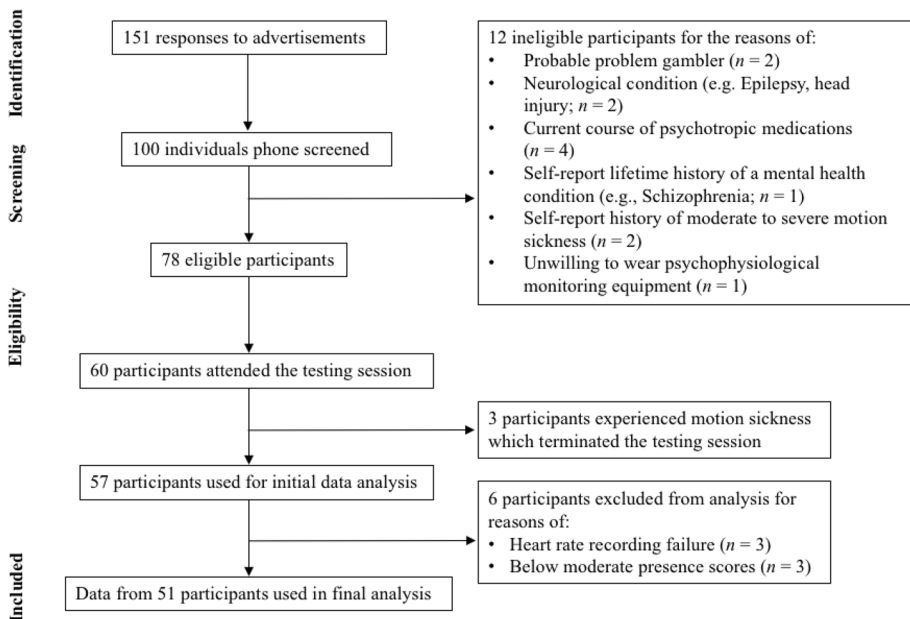 Identification
151 responses to advertisements
12 ineligible participants for the reasons of:
• Probable problem gambler (n = 2)
• Neurological condition (e.g. Epilepsy, head
injury; n = 2)
• Current course of psychotropic medications
(n = 4)
• Self-report lifetime history of a mental health
condition (e.g., Schizophrenia; n = 1)
• Self-report history of moderate to severe motion
sickness (n = 2)
• Unwilling to wear psychophysiological
monitoring equipment (n = 1)
Screening
100 individuals phone screened
78 eligible participants
Eligibility
60 participants attended the testing session
3 participants experienced motion sickness
which terminated the testing session
57 participants used for initial data analysis
6 participants excluded from analysis for
reasons of:
• Heart rate recording failure (n = 3)
• Below moderate presence scores (n = 3)
Included
Data from 51 participants used in final analysis